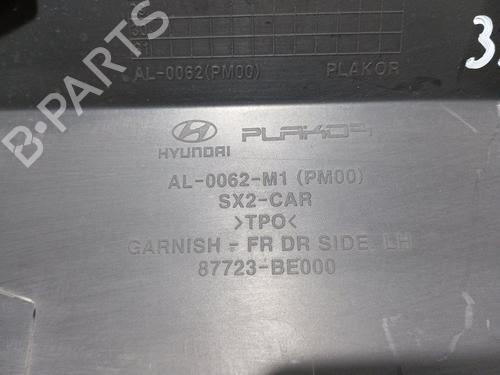 31
AL-0062(PM00) PLAKOR
B-PARTS
HYUNDAI PLAKOR
AL-0062-M1 (PM00)
SX2-CAR
>TPO<
GARNISH - FR DR SIDE, LH
87723-BE000